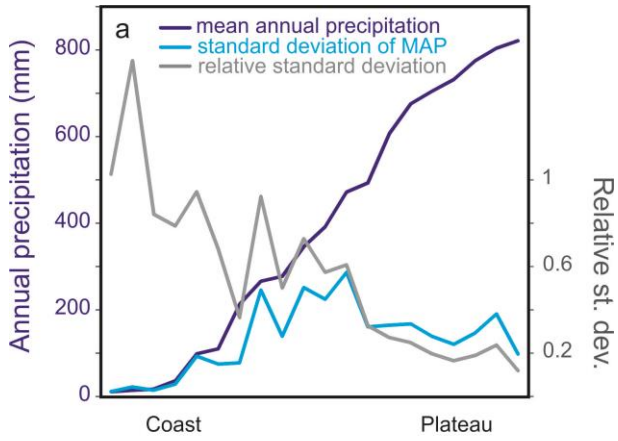 a
mean annual precipitation
standard deviation of MAP
relative standard deviation
Annual precipitation (mm)
800
600
400
200
0
1
0.6
0.2
Relative st. dev.
Coast
Plateau